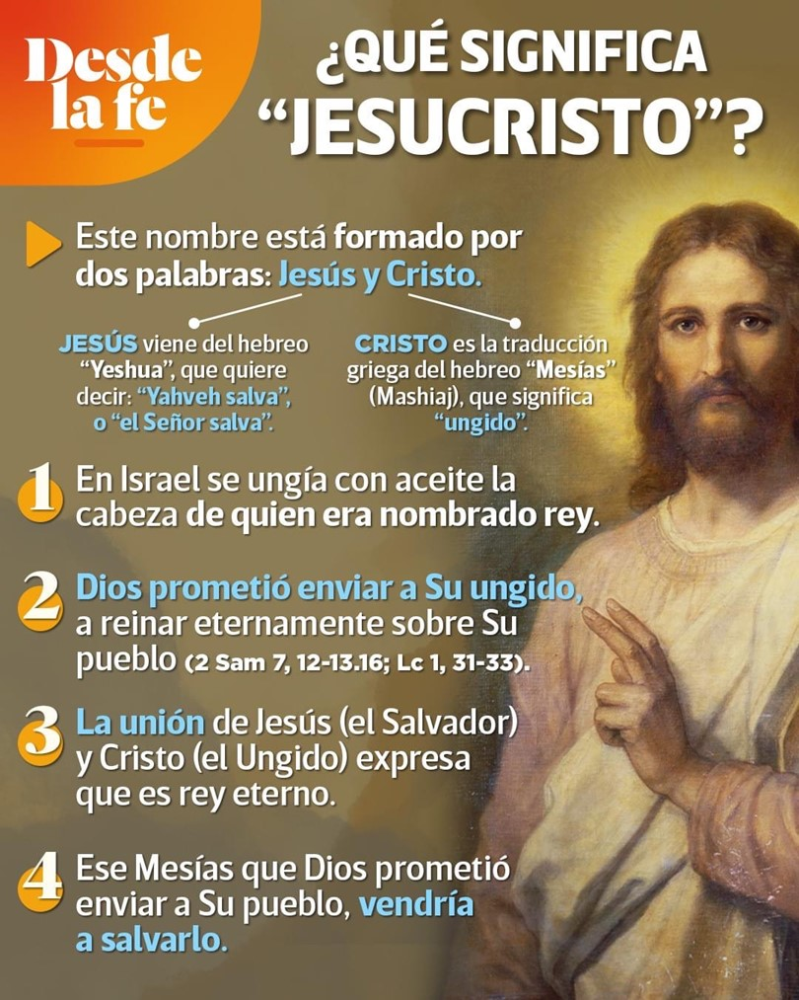 Desde
la fe
¿QUÉ SIGNIFICA
“JESUCRISTO”?
Este nombre está formado por
dos palabras: Jesús y Cristo.
JESÚS viene del hebreo
“Yeshua”, que quiere
decir: “Yahveh salva”,
o “el Señor salva”.
CRISTO es la traducción
griega del hebreo “Mesías”
(Mashiaj), que significa
“ungido”.
1 En Israel se ungía con aceite la
cabeza de quien era nombrado rey.
2 Dios prometió enviar a Su ungido,
a reinar eternamente sobre Su
pueblo (2 Sam 7, 12-13.16; Lc 1, 31-33).
3 La unión de Jesús (el Salvador)
y Cristo (el Ungido) expresa
que es rey eterno.
4 Ese Mesías que Dios prometió
enviar a Su pueblo, vendría
a salvarlo.